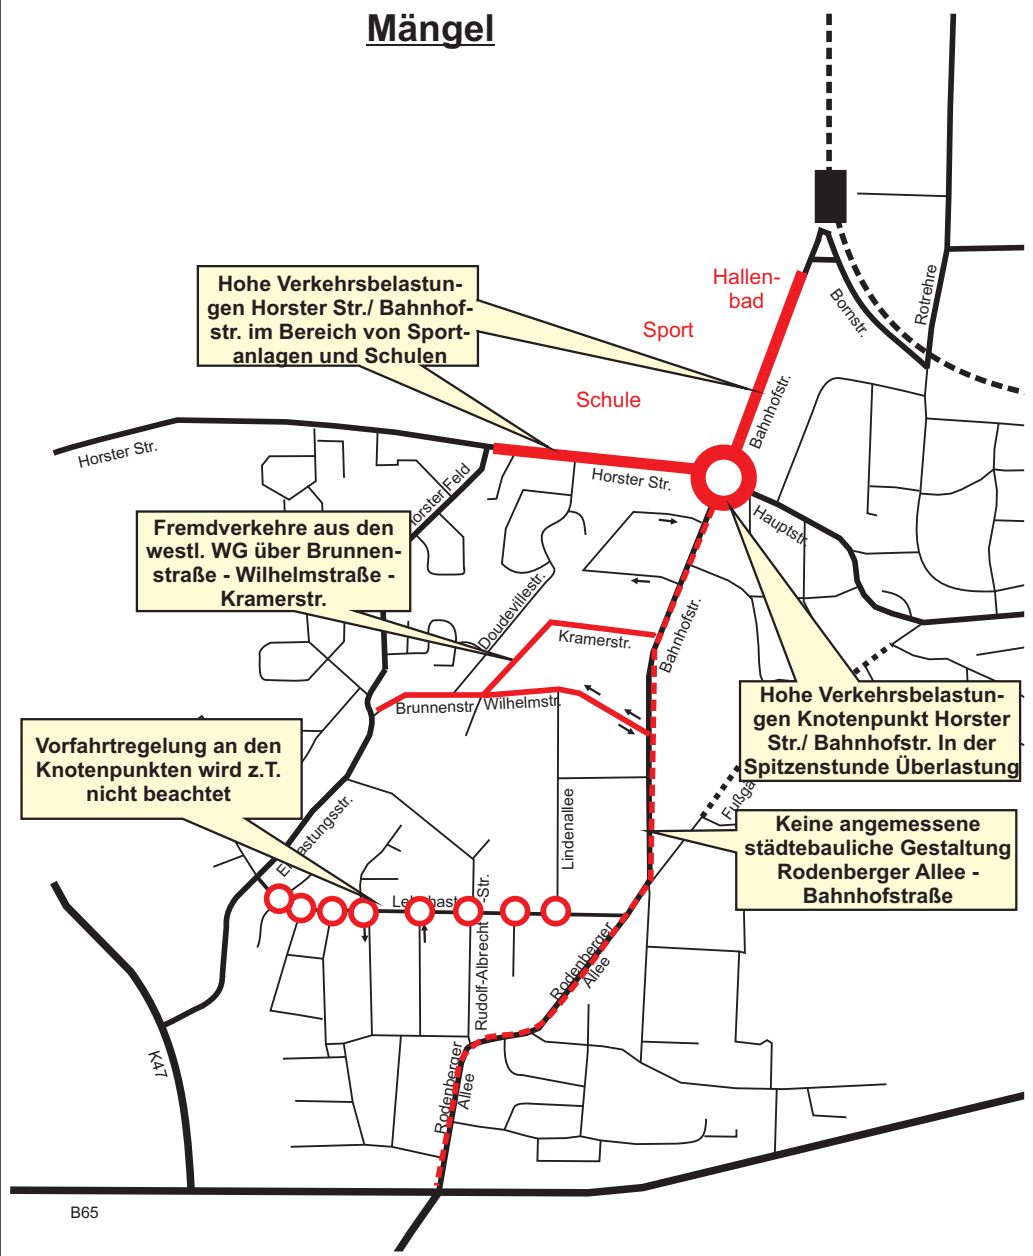 Mängel
Hallen-
bad
Sport
Schule
Hohe Verkehrsbelastun-
gen Horster Str./ Bahnhof-
str. im Bereich von Sport-
anlagen und Schulen
Bornstr.
Rotrehre
Bahnhofstr.
Horster Str.
Horster Str.
Hauptstr.
Fremdverkehre aus den
westl. WG über Brunnen-
straße - Wilhelmstraße -
Kramerstr.
Feld
Doudevillestr.
Kramerstr.
Bahnhofstr.
Brunnenstr.
Wilhelmstr.
Hohe Verkehrsbelastun-
gen Knotenpunkt Horster
Str./ Bahnhofstr. In der
Spitzenstunde Überlastung
Vorfahrtregelung an den
Knotenpunkten wird z.T.
nicht beachtet
Lindenallee
Keine angemessene
städtebauliche Gestaltung
Rodenberger Allee -
Bahnhofstraße
Rudolf-Albrecht
-Str.
Rodenberger
Allee
Rodenberger
Allee
K47
B65